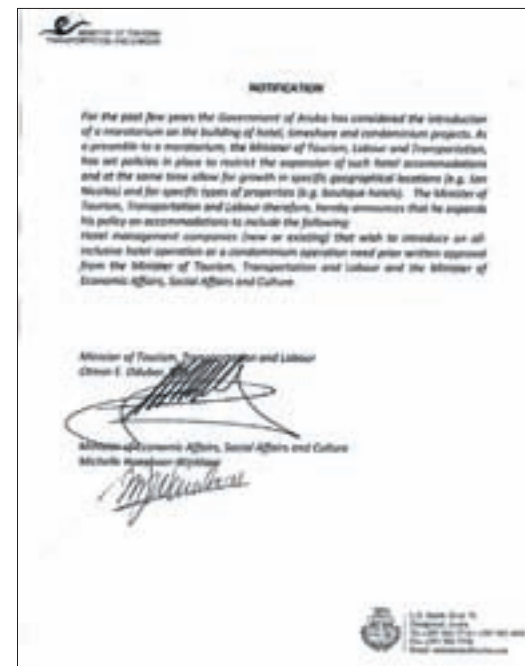 MINISTRY OF TOURISM
TRANSPORTATION AND LABOUR
NOTIFICATION
For the past few years the Government of Aruba has considered the introduction
of a moratorium on the building of hotel, timeshare and condominium projects. As
a preamble to a moratorium, the Minister of Tourism, Labour and Transportation,
has set policies in place to restrict the expansion of such hotel accommodations
and at the same time allow for growth in specific geographical locations (e.g. San
Nicolas) and for specific types of properties (e.g. boutique hotels). The Minister of
Tourism, Transportation and Labour therefore, hereby announces that he expands
his policy on accommodations to include the following:
Hotel management companies (new or existing) that wish to introduce an all-
inclusive hotel operation or a condominium operation need prior written approval
from the Minister of Tourism, Transportation and Labour and the Minister of
Economic Affairs, Social Affairs and Culture.
Minister of Tourism, Transportation and Labour
Otmar E. Oduber
Minister of Economic Affairs, Social Affairs and Culture
Michelle